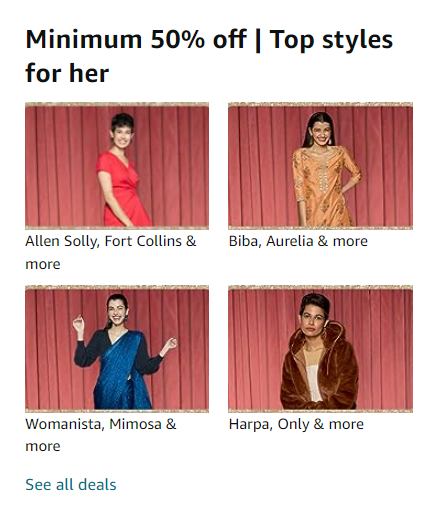 Minimum 50% off | Top styles
for her
Allen Solly, Fort Collins &
more
Biba, Aurelia & more
Womanista, Mimosa &
more
Harpa, Only & more
See all deals